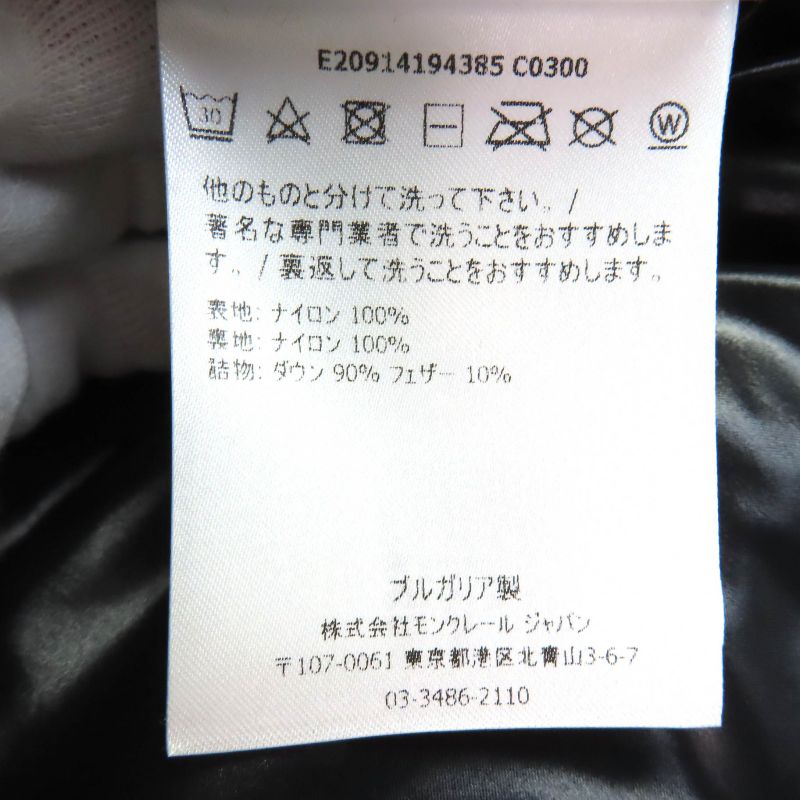 E20914194385 C0300
30
W
他のものと分けて洗って下さい。/
著名な専門業者で洗うことをおすすめしま
す。/ 裏返して洗うことをおすすめします。
表地: ナイロン 100%
裏地: ナイロン 100%
詰物: ダウン 90% フェザー 10%
ブルガリア製
株式会社モンクレール ジャパン
〒107-0061 東京都港区北青山3-6-7
03-3486-2110